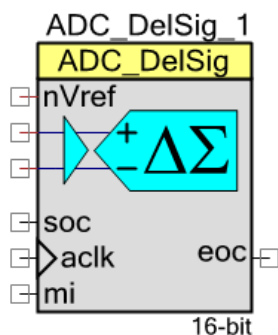 ADC_DelSig_1
ADC_DelSig
nVref
+
−
ΔΣ
soc
aclk
eoc
mi
16-bit